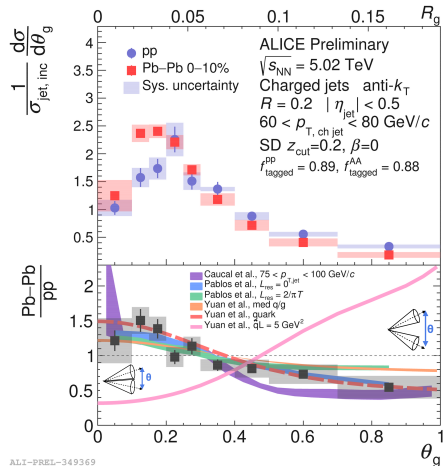 0 0.05 0.1 0.15 R_g
1/σ_jet, inc dσ/dθ_g
4
3.5
3
2.5
2
1.5
1
0.5
pp
Pb−Pb 0−10%
Sys. uncertainty
ALICE Preliminary
√s_NN = 5.02 TeV
Charged jets anti-k_T
R = 0.2 | η_jet | < 0.5
60 < p_T, ch jet < 80 GeV/c
SD z_cut=0.2, β=0
f^pp_tagged = 0.89, f^AA_tagged = 0.88
Pb−Pb/pp
2
1.5
1
0.5
0
Caucal et al., 75 < p_T, jet < 100 GeV/c
Pablos et al., L_res = 0
Pablos et al., L_res = 2/πT
Yuan et al., med q/g
Yuan et al., quark
Yuan et al., q̂L = 5 GeV²
θ
θ
0 0.2 0.4 0.6 0.8 1
θ_g
ALI-PREL-349369